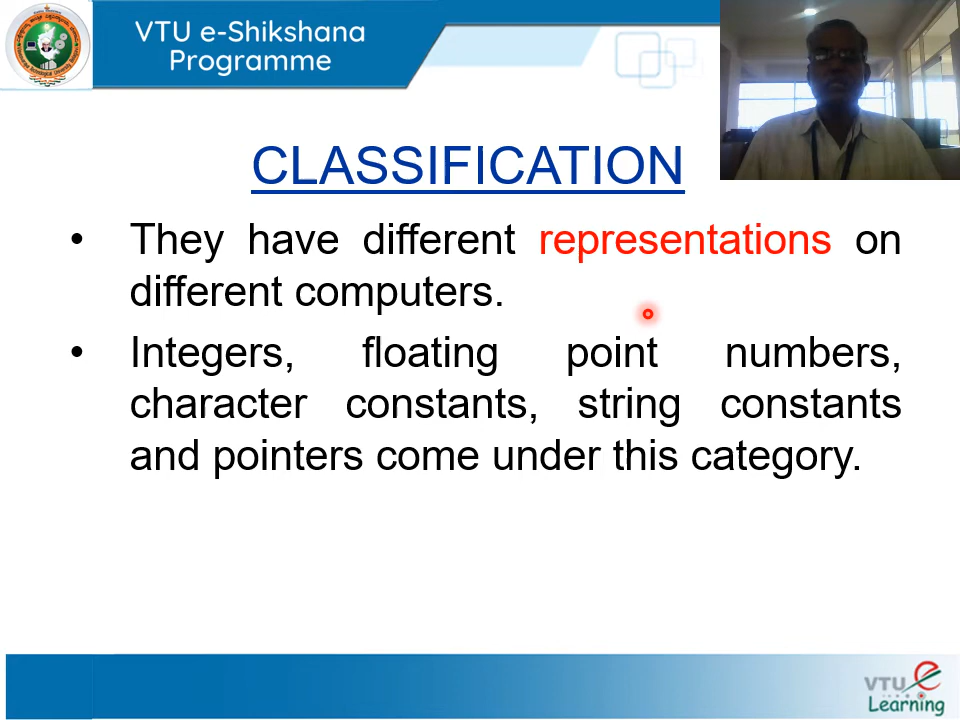 VTU e-Shikshana
Programme
CLASSIFICATION
• They have different representations on
different computers.
• Integers, floating point numbers,
character constants, string constants
and pointers come under this category.
VTU e
Learning